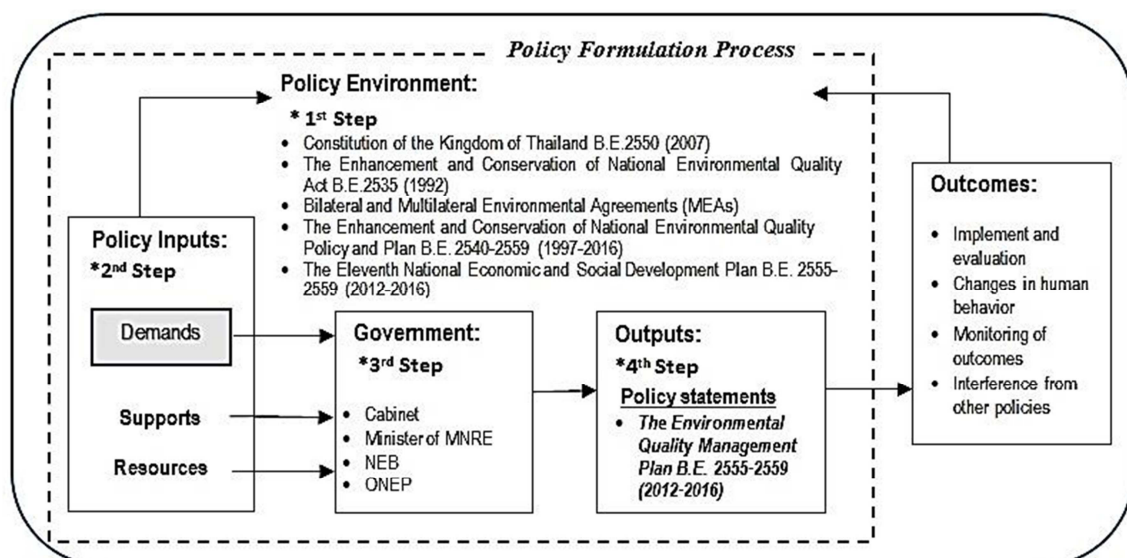 Policy Formulation Process
Policy Environment:
* 1st Step
• Constitution of the Kingdom of Thailand B.E.2550 (2007)
• The Enhancement and Conservation of National Environmental Quality
Act B.E.2535 (1992)
• Bilateral and Multilateral Environmental Agreements (MEAs)
• The Enhancement and Conservation of National Environmental Quality
Policy and Plan B.E. 2540-2559 (1997-2016)
• The Eleventh National Economic and Social Development Plan B.E. 2555-
2559 (2012-2016)
Policy Inputs:
*2nd Step
Demands
Supports
Resources
Government:
*3rd Step
• Cabinet
• Minister of MNRE
• NEB
• ONEP
Outputs:
*4th Step
Policy statements
• The Environmental
Quality Management
Plan B.E. 2555-2559
(2012-2016)
Outcomes:
• Implement and
evaluation
• Changes in human
behavior
• Monitoring of
outcomes
• Interference from
other policies